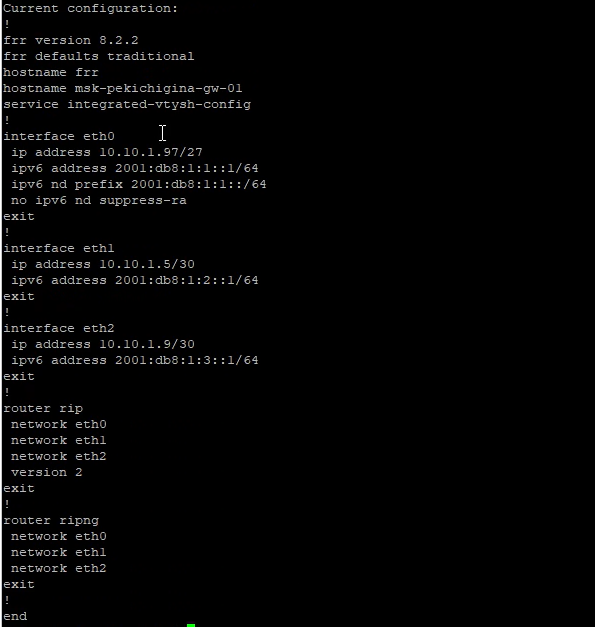 Current configuration:
!
frr version 8.2.2
frr defaults traditional
hostname frr
hostname msk-pekichigina-gw-01
service integrated-vtysh-config
!
interface eth0
 ip address 10.10.1.97/27
 ipv6 address 2001:db8:1:1::1/64
 ipv6 nd prefix 2001:db8:1:1::/64
 no ipv6 nd suppress-ra
exit
!
interface eth1
 ip address 10.10.1.5/30
 ipv6 address 2001:db8:1:2::1/64
exit
!
interface eth2
 ip address 10.10.1.9/30
 ipv6 address 2001:db8:1:3::1/64
exit
!
router rip
 network eth0
 network eth1
 network eth2
 version 2
exit
!
router ripng
 network eth0
 network eth1
 network eth2
exit
!
end